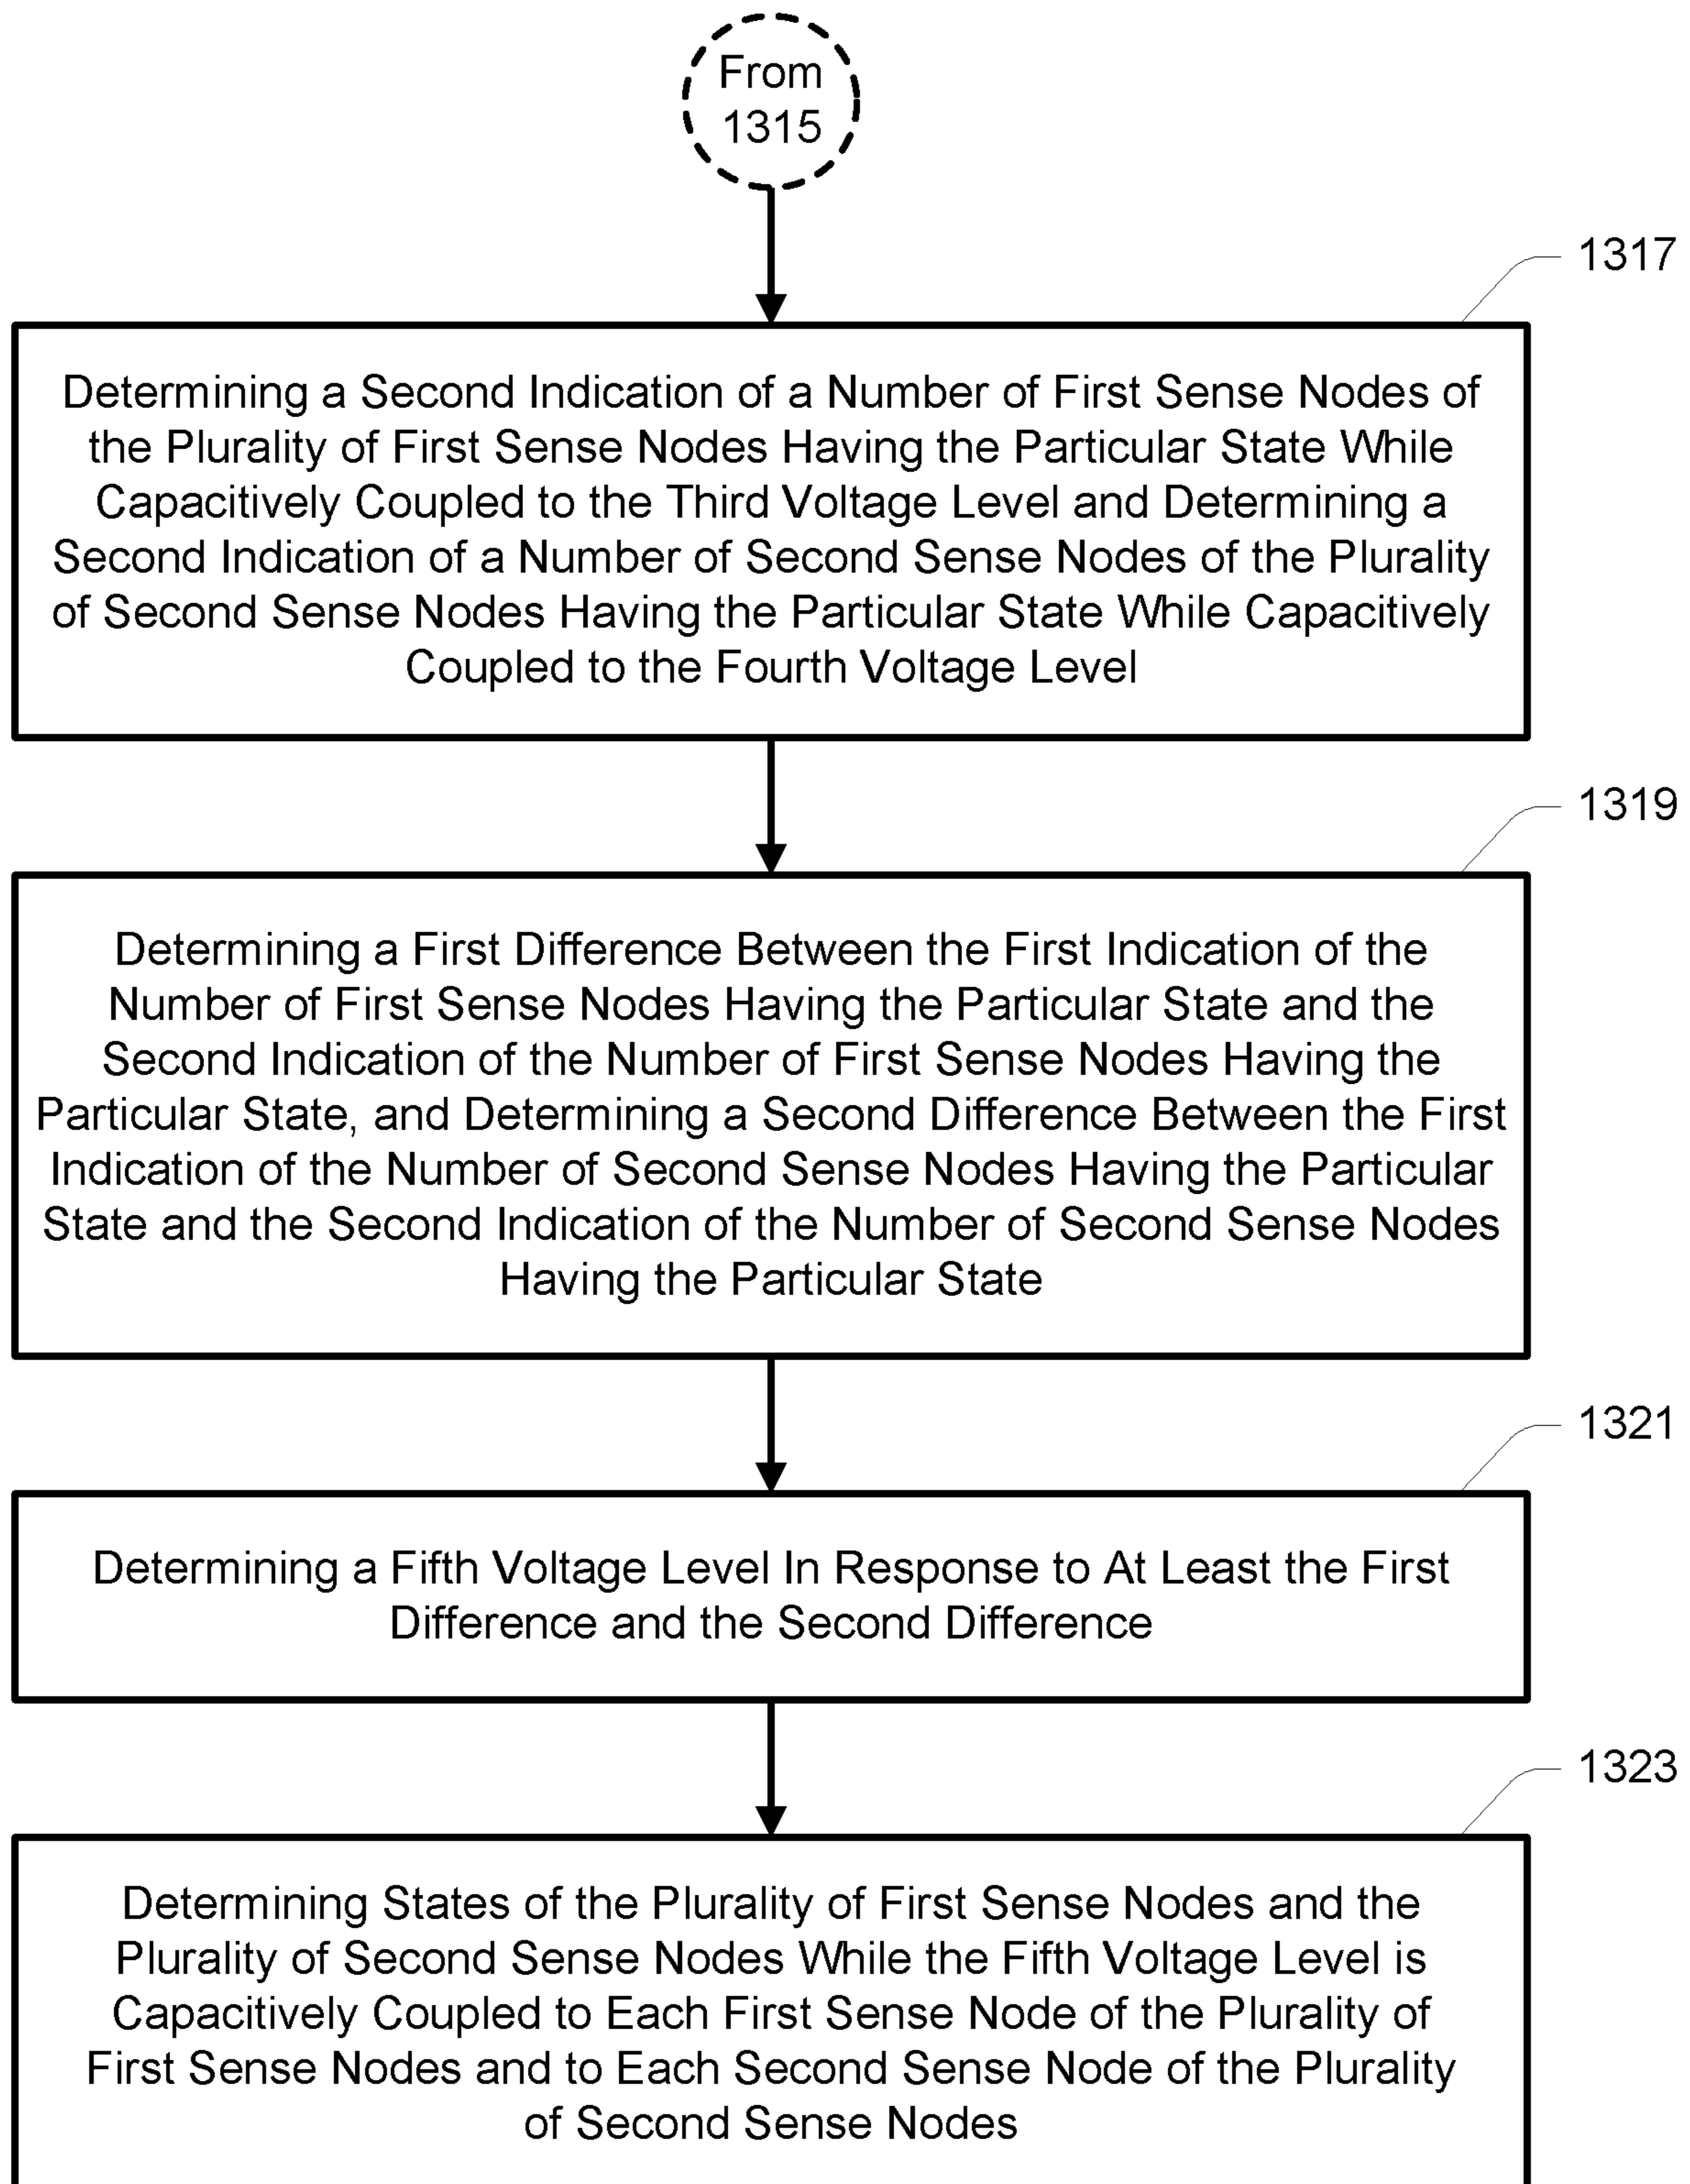 From
1315
1317
Determining a Second Indication of a Number of First Sense Nodes of
the Plurality of First Sense Nodes Having the Particular State While
Capacitively Coupled to the Third Voltage Level and Determining a
Second Indication of a Number of Second Sense Nodes of the Plurality
of Second Sense Nodes Having the Particular State While Capacitively
Coupled to the Fourth Voltage Level
1319
Determining a First Difference Between the First Indication of the
Number of First Sense Nodes Having the Particular State and the
Second Indication of the Number of First Sense Nodes Having the
Particular State, and Determining a Second Difference Between the First
Indication of the Number of Second Sense Nodes Having the Particular
State and the Second Indication of the Number of Second Sense Nodes
Having the Particular State
1321
Determining a Fifth Voltage Level In Response to At Least the First
Difference and the Second Difference
1323
Determining States of the Plurality of First Sense Nodes and the
Plurality of Second Sense Nodes While the Fifth Voltage Level is
Capacitively Coupled to Each First Sense Node of the Plurality of
First Sense Nodes and to Each Second Sense Node of the Plurality
of Second Sense Nodes